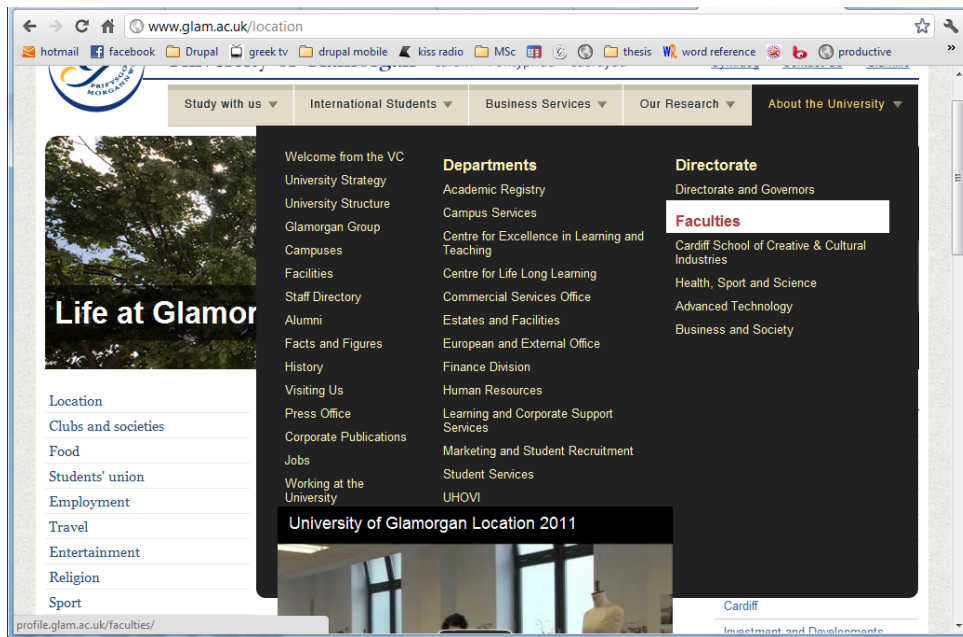 www.glam.ac.uk/location
hotmail facebook Drupal greek tv drupal mobile kiss radio MSc thesis word reference productive »
PRIFYSGOL
MORGANNWG
Study with us International Students Business Services Our Research About the University
Welcome from the VC
University Strategy
University Structure
Glamorgan Group
Campuses
Facilities
Staff Directory
Alumni
Facts and Figures
History
Visiting Us
Press Office
Corporate Publications
Jobs
Working at the
University
Departments
Academic Registry
Campus Services
Centre for Excellence in Learning and
Teaching
Centre for Life Long Learning
Commercial Services Office
Estates and Facilities
European and External Office
Finance Division
Human Resources
Learning and Corporate Support
Services
Marketing and Student Recruitment
Student Services
UHOVI
Directorate
Directorate and Governors
Faculties
Cardiff School of Creative & Cultural
Industries
Health, Sport and Science
Advanced Technology
Business and Society
Life at Glamor
Location
Clubs and societies
Food
Students' union
Employment
Travel
Entertainment
Religion
Sport
University of Glamorgan Location 2011
Cardiff
Investment and Developments
profile.glam.ac.uk/faculties/